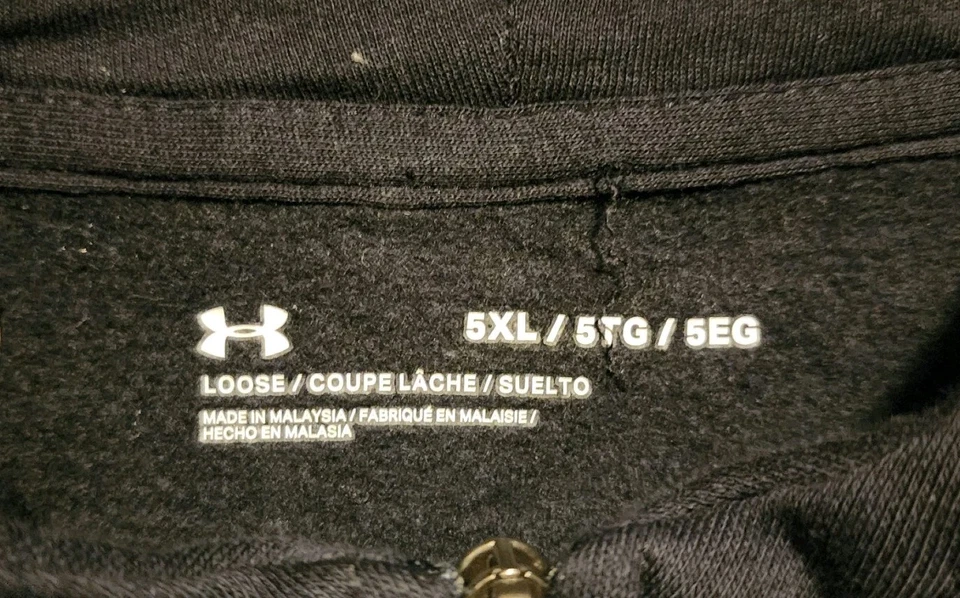 5XL / 5TG / 5EG
LOOSE / COUPE LÂCHE / SUELTO
MADE IN MALAYSIA / FABRIQUÉ EN MALAISIE /
HECHO EN MALASIA